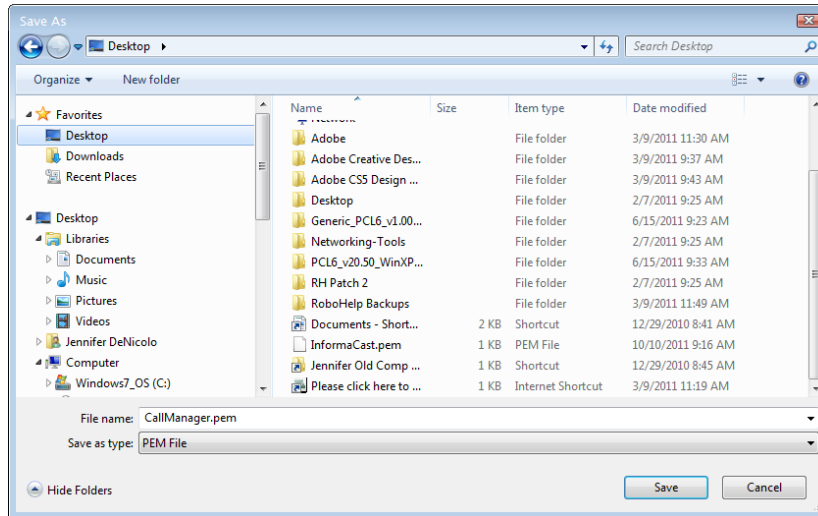 Save As
Desktop
Search Desktop
Organize New folder
Favorites
Desktop
Downloads
Recent Places
Desktop
Libraries
Documents
Music
Pictures
Videos
Jennifer DeNicolo
Computer
Windows7_OS (C:)
Name Size Item type Date modified
Network
Adobe File folder 3/9/2011 11:30 AM
Adobe Creative Des... File folder 3/9/2011 9:37 AM
Adobe CS5 Design ... File folder 3/9/2011 9:43 AM
Desktop File folder 2/7/2011 9:25 AM
Generic_PCL6_v1.00... File folder 6/15/2011 9:23 AM
Networking-Tools File folder 2/7/2011 9:25 AM
PCL6_v20.50_WinXP... File folder 6/15/2011 9:33 AM
RH Patch 2 File folder 2/7/2011 9:25 AM
RoboHelp Backups File folder 3/9/2011 11:49 AM
Documents - Short... 2 KB Shortcut 12/29/2010 8:41 AM
InformaCast.pem 1 KB PEM File 10/10/2011 9:16 AM
Jennifer Old Comp ... 1 KB Shortcut 12/29/2010 8:45 AM
Please click here to ... 1 KB Internet Shortcut 3/9/2011 11:19 AM
File name: CallManager.pem
Save as type: PEM File
Hide Folders Save Cancel